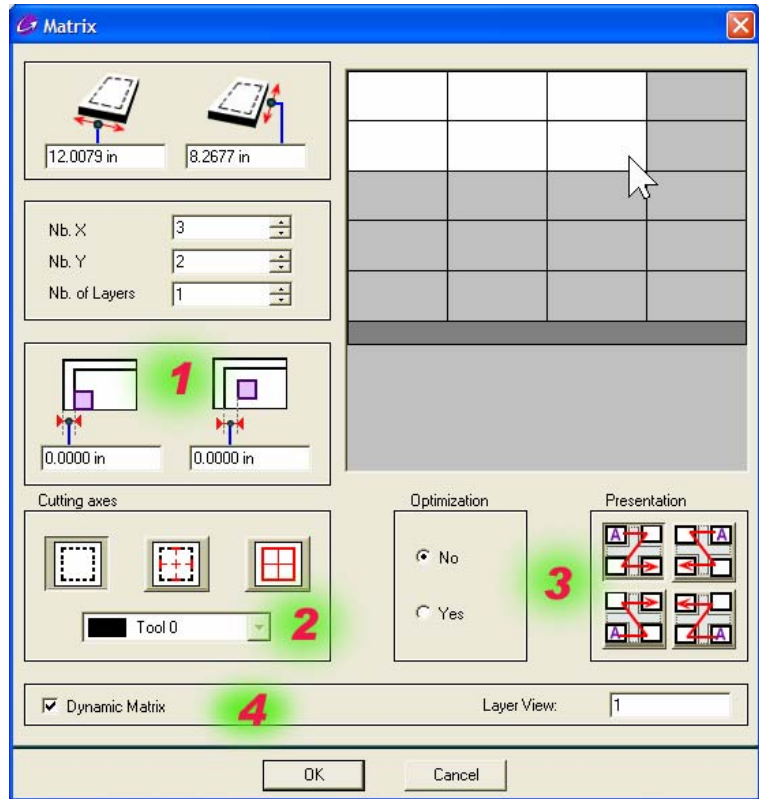 Matrix
12.0079 in 8.2677 in
Nb. X 3
Nb. Y 2
Nb. of Layers 1
1
0.0000 in 0.0000 in
Cutting axes
Optimization
Presentation
No
Yes
Tool 0
2
3
A A
A A
Dynamic Matrix
4
Layer View: 1
OK Cancel